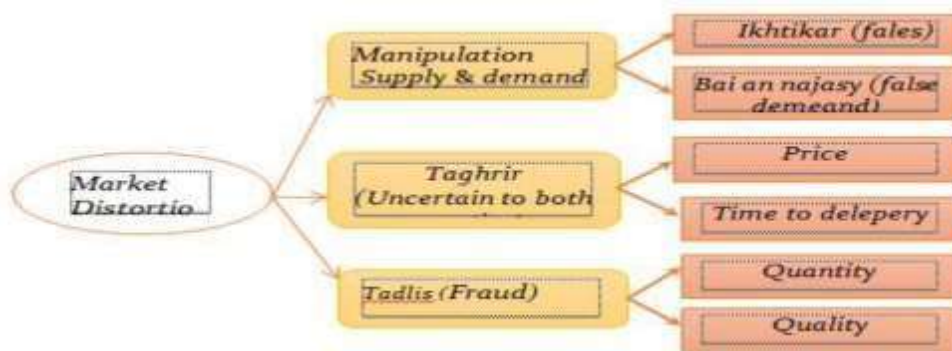 Market
Distortio
Manipulation
Supply & demand
Ikhtikar (fales)
Bai an najasy (false
demeand)
Taghrir
(Uncertain to both
Price
Time to delepery
Tadlis (Fraud)
Quantity
Quality